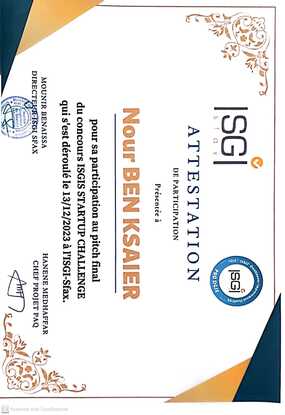 ISGI
sfax
ISGI
PRO D2JE
ATTESTATION
DE PARTICIPATION
Présentée à
Nour BEN KSAIER
pour sa participation au pitch final
du concours ISGIS STARTUP CHALLENGE
qui s'est déroulé le 13/12/2023 à l'ISGI-Sfax.
MOUNIR BENAISSA
DIRECTEUR ISGI SFAX
HANENE MEDHAFFAR
CHEF PROJET PAQ